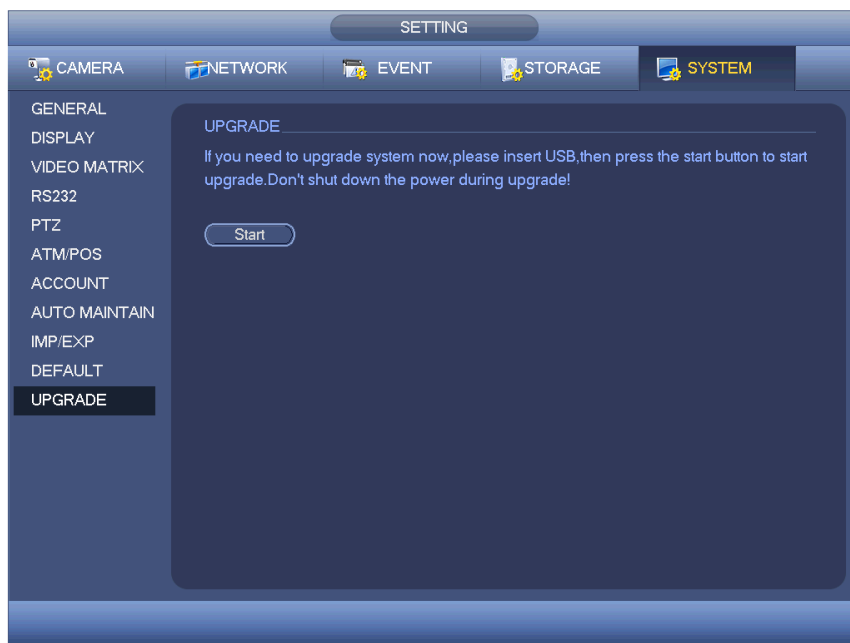 SETTING
CAMERA
NETWORK
EVENT
STORAGE
SYSTEM
GENERAL
DISPLAY
VIDEO MATRIX
RS232
PTZ
ATM/POS
ACCOUNT
AUTO MAINTAIN
IMP/EXP
DEFAULT
UPGRADE
UPGRADE
If you need to upgrade system now,please insert USB,then press the start button to start
upgrade.Don't shut down the power during upgrade!
Start